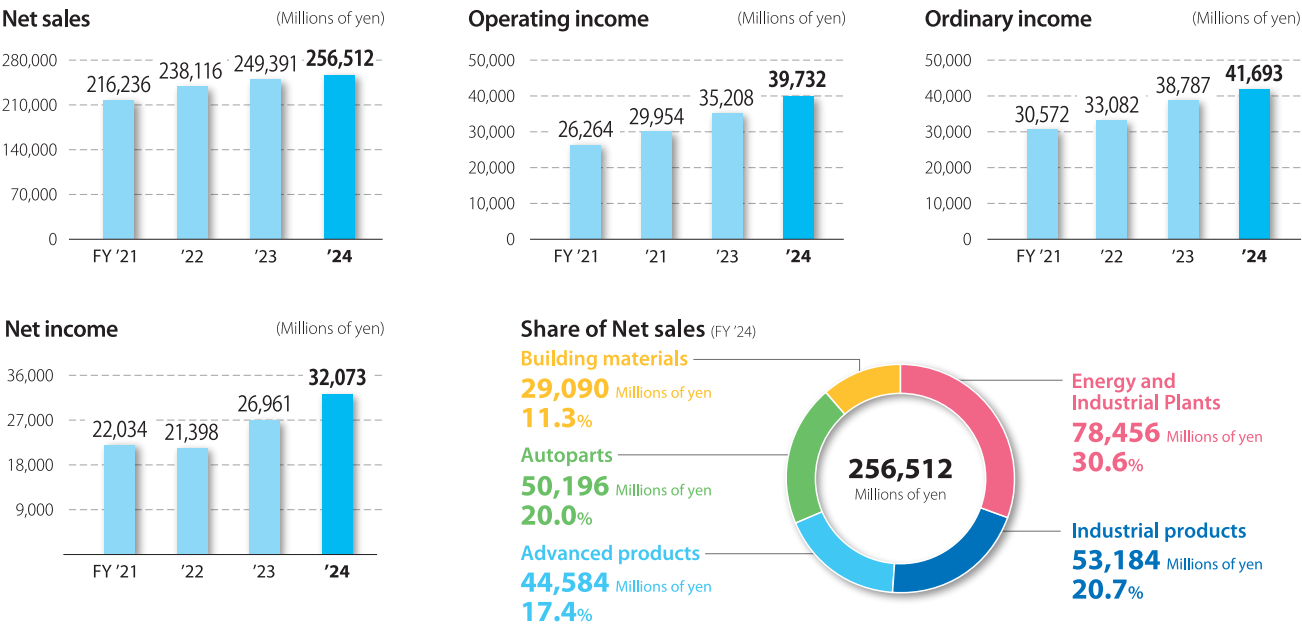 Net sales (Millions of yen)
280,000
210,000
140,000
70,000
0
216,236
238,116
249,391
256,512
FY ’21 ’22 ’23 ’24
Operating income (Millions of yen)
50,000
40,000
30,000
20,000
10,000
0
26,264
29,954
35,208
39,732
FY ’21 ’21 ’23 ’24
Ordinary income (Millions of yen)
50,000
40,000
30,000
20,000
10,000
0
30,572
33,082
38,787
41,693
FY ’21 ’22 ’23 ’24
Net income (Millions of yen)
36,000
27,000
18,000
9,000
22,034
21,398
26,961
32,073
FY ’21 ’22 ’23 ’24
Share of Net sales (FY ’24)
Building materials
29,090 Millions of yen
11.3%
Autoparts
50,196 Millions of yen
20.0%
Advanced products
44,584 Millions of yen
17.4%
256,512
Millions of yen
Energy and
Industrial Plants
78,456 Millions of yen
30.6%
Industrial products
53,184 Millions of yen
20.7%